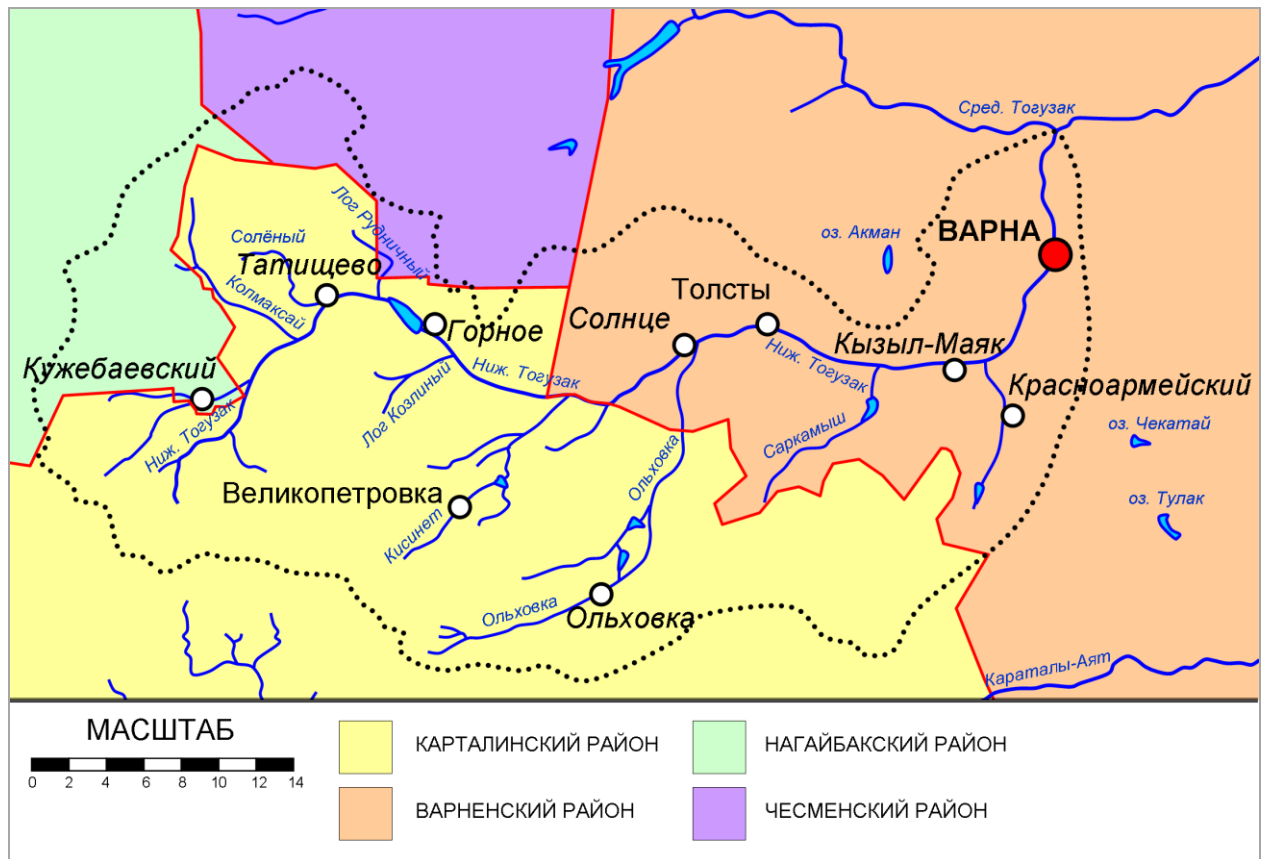 Сред. Тогузак
Лог Рудничный
Солёный
Татищево
оз. Акман
ВАРНА
Колмаксай
Толсты
Солнце
Горное
Кызыл-Маяк
Ниж. Тогузак
Ниж. Тогузак
Кужебаевский
Красноармейский
Лог Козлиный
Ниж. Тогузак
Саркамыш
оз. Чекатай
Ольховка
Великопетровка
оз. Тулак
Кисинет
Ольховка
Ольховка
Караталы-Аят
МАСШТАБ
0 2 4 6 8 10 12 14
КАРТАЛИНСКИЙ РАЙОН
НАГАЙБАКСКИЙ РАЙОН
ВАРНЕНСКИЙ РАЙОН
ЧЕСМЕНСКИЙ РАЙОН